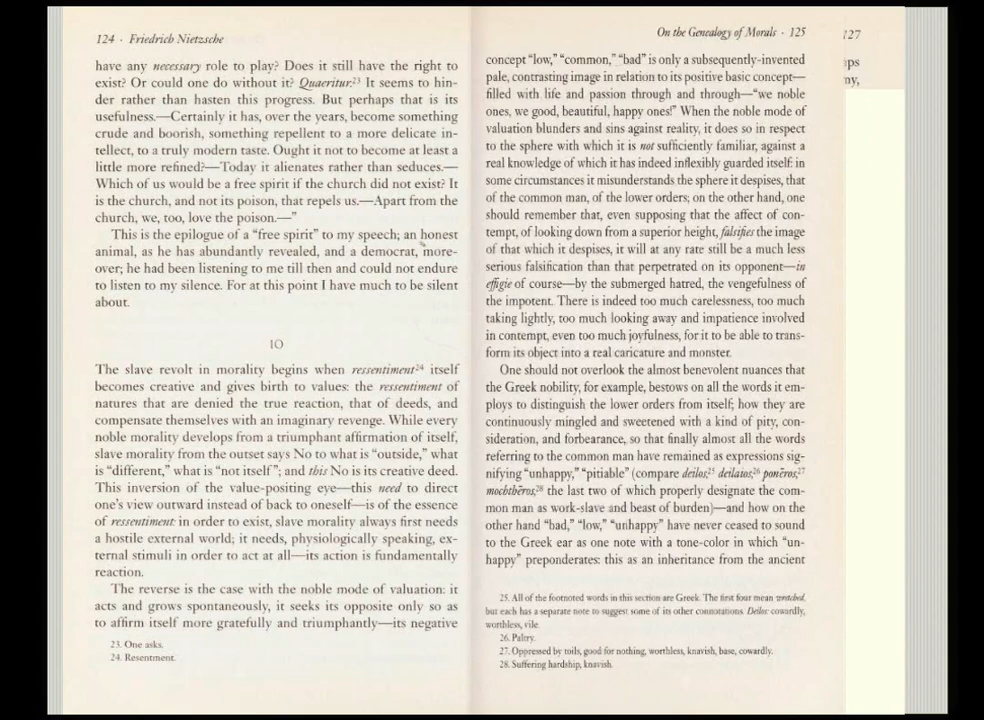 124 · Friedrich Nietzsche
have any necessary role to play? Does it still have the right to
exist? Or could one do without it? Quaeritur.23 It seems to hin-
der rather than hasten this progress. But perhaps that is its
usefulness.—Certainly it has, over the years, become something
crude and boorish, something repellent to a more delicate in-
tellect, to a truly modern taste. Ought it not to become at least a
little more refined?—Today it alienates rather than seduces.—
Which of us would be a free spirit if the church did not exist? It
is the church, and not its poison, that repels us.—Apart from the
church, we, too, love the poison.—"
This is the epilogue of a "free spirit" to my speech; an honest
animal, as he has abundantly revealed, and a democrat, more-
over; he had been listening to me till then and could not endure
to listen to my silence. For at this point I have much to be silent
about.
10
The slave revolt in morality begins when ressentiment24 itself
becomes creative and gives birth to values: the ressentiment of
natures that are denied the true reaction, that of deeds, and
compensate themselves with an imaginary revenge. While every
noble morality develops from a triumphant affirmation of itself,
slave morality from the outset says No to what is "outside," what
is "different," what is "not itself"; and this No is its creative deed.
This inversion of the value-positing eye—this need to direct
one's view outward instead of back to oneself—is of the essence
of ressentiment: in order to exist, slave morality always first needs
a hostile external world; it needs, physiologically speaking, ex-
ternal stimuli in order to act at all—its action is fundamentally
reaction.
The reverse is the case with the noble mode of valuation: it
acts and grows spontaneously, it seeks its opposite only so as
to affirm itself more gratefully and triumphantly—its negative
23. One asks.
24. Resentment.
On the Genealogy of Morals · 125
concept "low," "common," "bad" is only a subsequently-invented
pale, contrasting image in relation to its positive basic concept—
filled with life and passion through and through—"we noble
ones, we good, beautiful, happy ones!" When the noble mode of
valuation blunders and sins against reality, it does so in respect
to the sphere with which it is not sufficiently familiar, against a
real knowledge of which it has indeed inflexibly guarded itself: in
some circumstances it misunderstands the sphere it despises, that
of the common man, of the lower orders; on the other hand, one
should remember that, even supposing that the affect of con-
tempt, of looking down from a superior height, falsifies the image
of that which it despises, it will at any rate still be a much less
serious falsification than that perpetrated on its opponent—in
effigie of course—by the submerged hatred, the vengefulness of
the impotent. There is indeed too much carelessness, too much
taking lightly, too much looking away and impatience involved
in contempt, even too much joyfulness, for it to be able to trans-
form its object into a real caricature and monster.
One should not overlook the almost benevolent nuances that
the Greek nobility, for example, bestows on all the words it em-
ploys to distinguish the lower orders from itself; how they are
continuously mingled and sweetened with a kind of pity, con-
sideration, and forbearance, so that finally almost all the words
referring to the common man have remained as expressions sig-
nifying "unhappy," "pitiable" (compare deilos,25 deilaios,26 ponēros,27
mochthēros,28 the last two of which properly designate the com-
mon man as work-slave and beast of burden)—and how on the
other hand "bad," "low," "unhappy" have never ceased to sound
to the Greek ear as one note with a tone-color in which "un-
happy" preponderates: this as an inheritance from the ancient
25. All of the footnoted words in this section are Greek. The first four mean wretched,
but each has a separate note to suggest some of its other connotations. Deilos: cowardly,
worthless, vile.
26. Paltry.
27. Oppressed by toils, good for nothing, worthless, knavish, base, cowardly.
28. Suffering hardship, knavish.
127